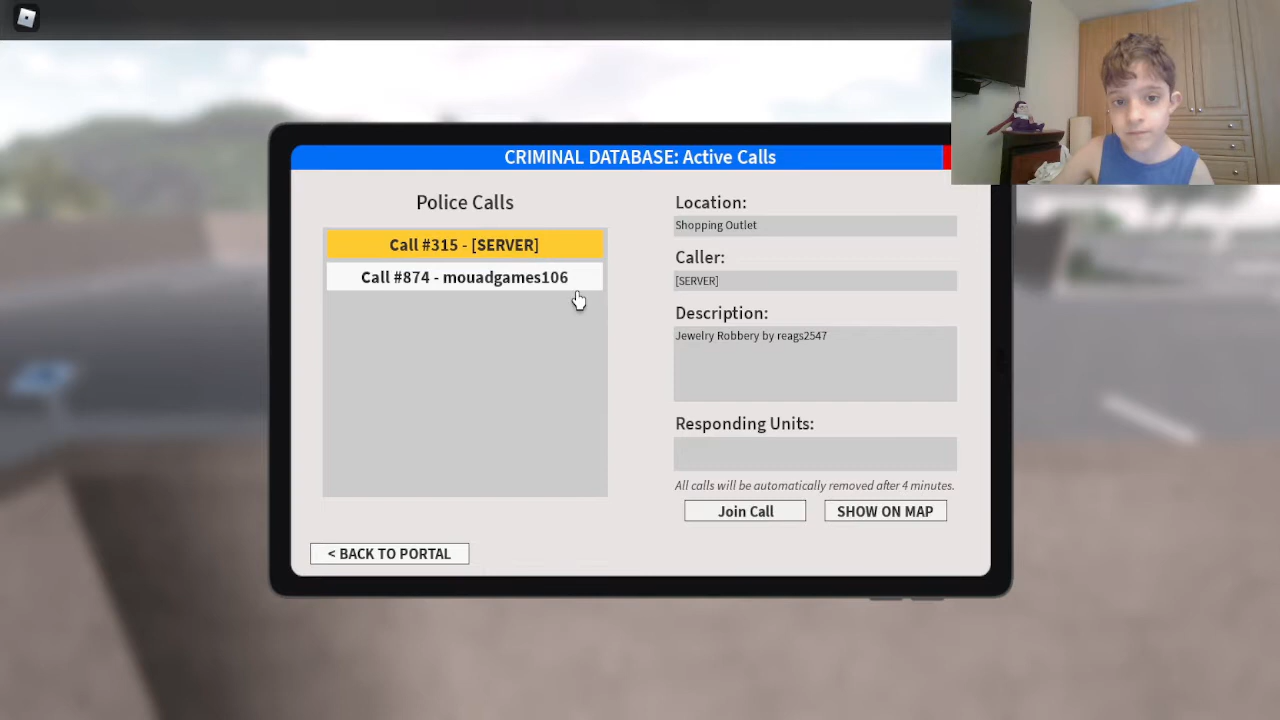 CRIMINAL DATABASE: Active Calls
Police Calls
Call #315 - [SERVER]
Call #874 - mouadgames106
Location:
Shopping Outlet
Caller:
[SERVER]
Description:
Jewelry Robbery by reags2547
Responding Units:
All calls will be automatically removed after 4 minutes.
Join Call
SHOW ON MAP
< BACK TO PORTAL